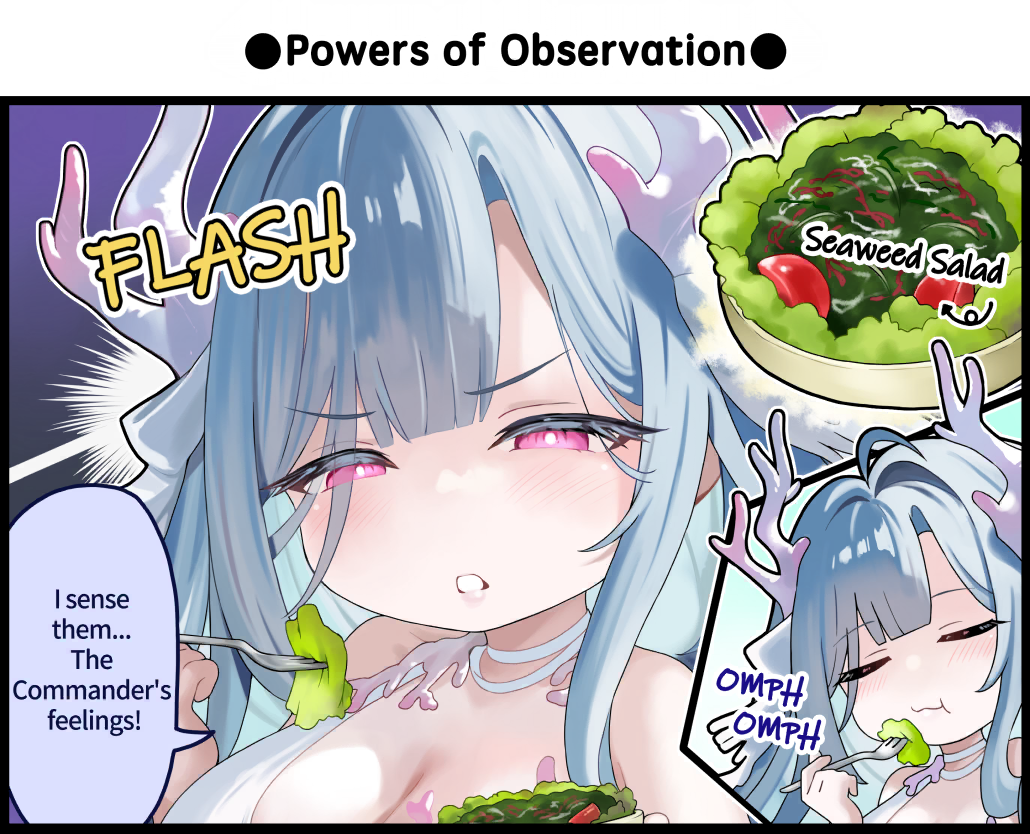 ●Powers of Observation●
FLASH
Seaweed Salad
I sense
them...
The
Commander's
feelings!
OMPH
OMPH